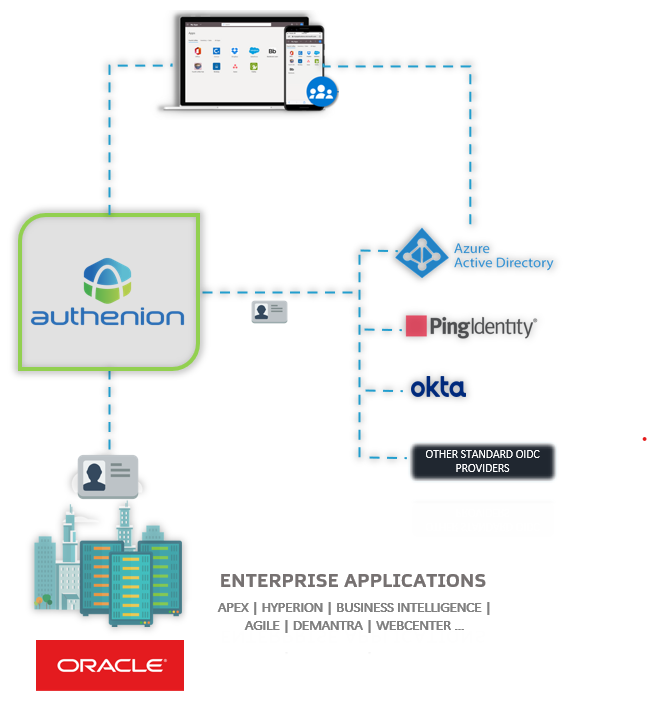 authenion
Azure
Active Directory
PingIdentity®
okta
OTHER STANDARD OIDC
PROVIDERS
ENTERPRISE APPLICATIONS
APEX | HYPERION | BUSINESS INTELLIGENCE |
AGILE | DEMANTRA | WEBCENTER ...
ORACLE®